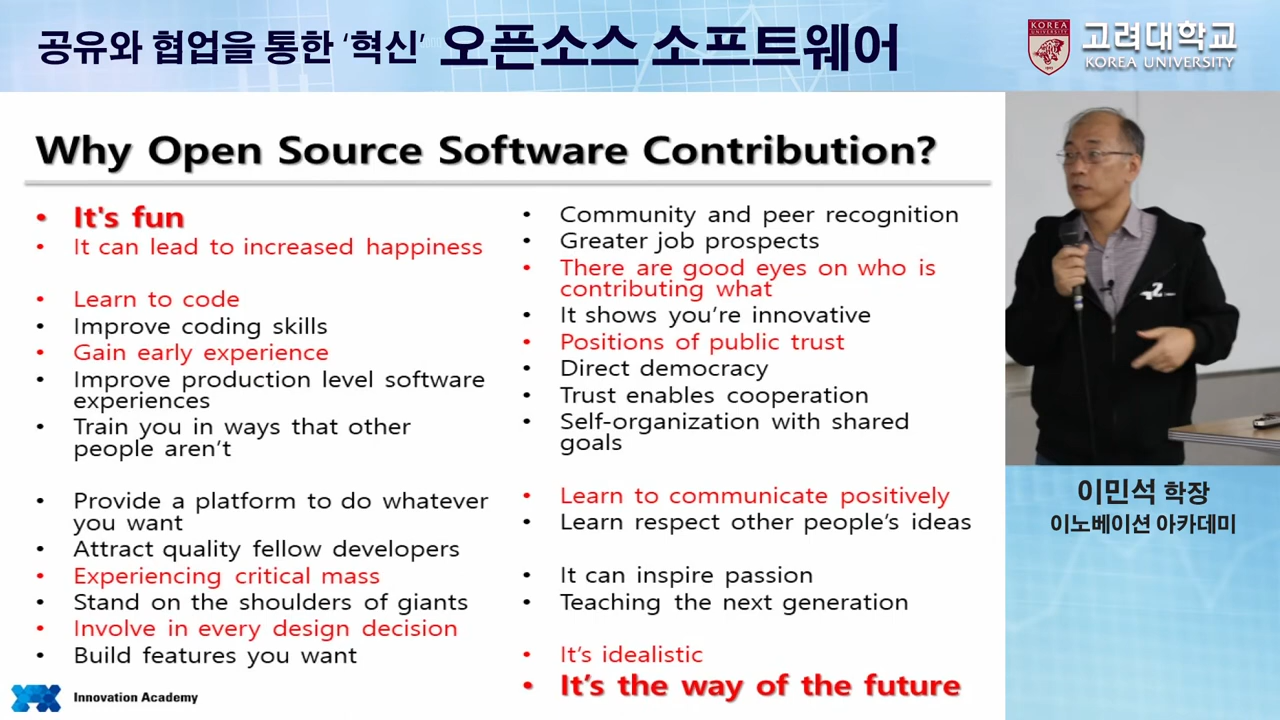 공유와 협업을 통한 '혁신' 오픈소스 소프트웨어
KOREA
UNIVERSITY
고려대학교
KOREA UNIVERSITY
Why Open Source Software Contribution?
• It's fun
• It can lead to increased happiness
• Learn to code
• Improve coding skills
• Gain early experience
• Improve production level software
experiences
• Train you in ways that other
people aren't
• Provide a platform to do whatever
you want
• Attract quality fellow developers
• Experiencing critical mass
• Stand on the shoulders of giants
• Involve in every design decision
• Build features you want
• Community and peer recognition
• Greater job prospects
• There are good eyes on who is
contributing what
• It shows you're innovative
• Positions of public trust
• Direct democracy
• Trust enables cooperation
• Self-organization with shared
goals
• Learn to communicate positively
• Learn respect other people's ideas
• It can inspire passion
• Teaching the next generation
• It's idealistic
• It's the way of the future
Innovation Academy
이민석 학장
이노베이션 아카데미